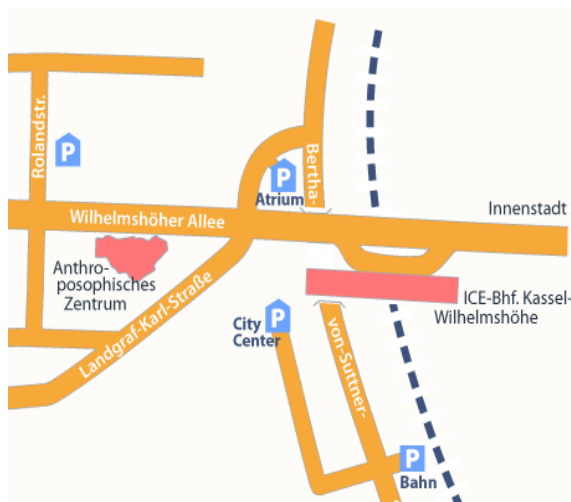 Rolandstr.
P
P
Atrium
Bertha-
Wilhelmshöher Allee
Innenstadt
Anthro-
posophisches
Zentrum
Landgraf-Karl-Straße
ICE-Bhf. Kassel-
Wilhelmshöhe
P
City
Center
von-Suttner-
P
Bahn